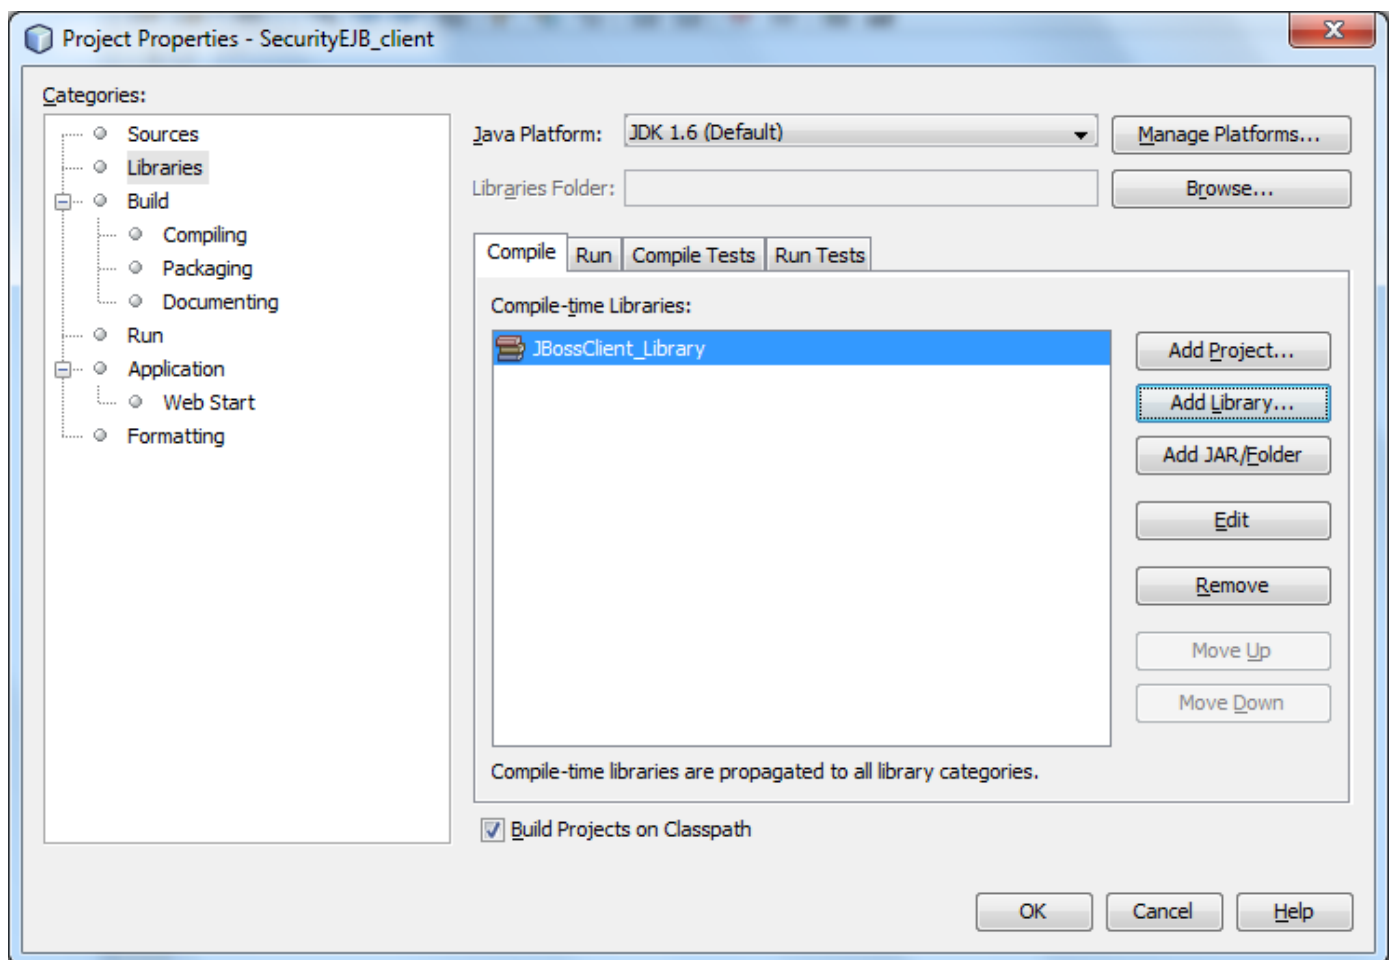 Project Properties - SecurityEJB_client
x
Categories:
Sources
Libraries
Build
Compiling
Packaging
Documenting
Run
Application
Web Start
Formatting
Java Platform:
JDK 1.6 (Default)
Manage Platforms...
Libraries Folder:
Browse...
Compile
Run
Compile Tests
Run Tests
Compile-time Libraries:
JBossClient_Library
Add Project...
Add Library...
Add JAR/Folder
Edit
Remove
Move Up
Move Down
Compile-time libraries are propagated to all library categories.
Build Projects on Classpath
OK
Cancel
Help